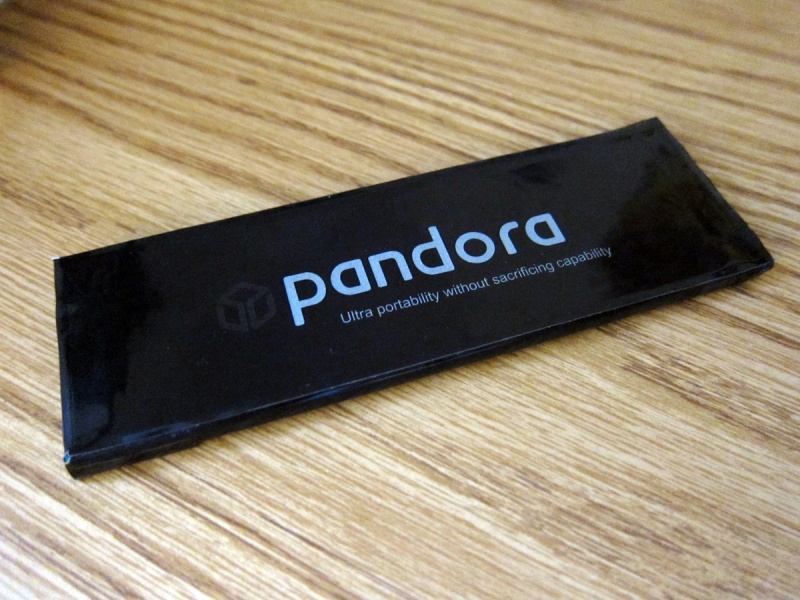 pandora
Ultra portability without sacrificing capability